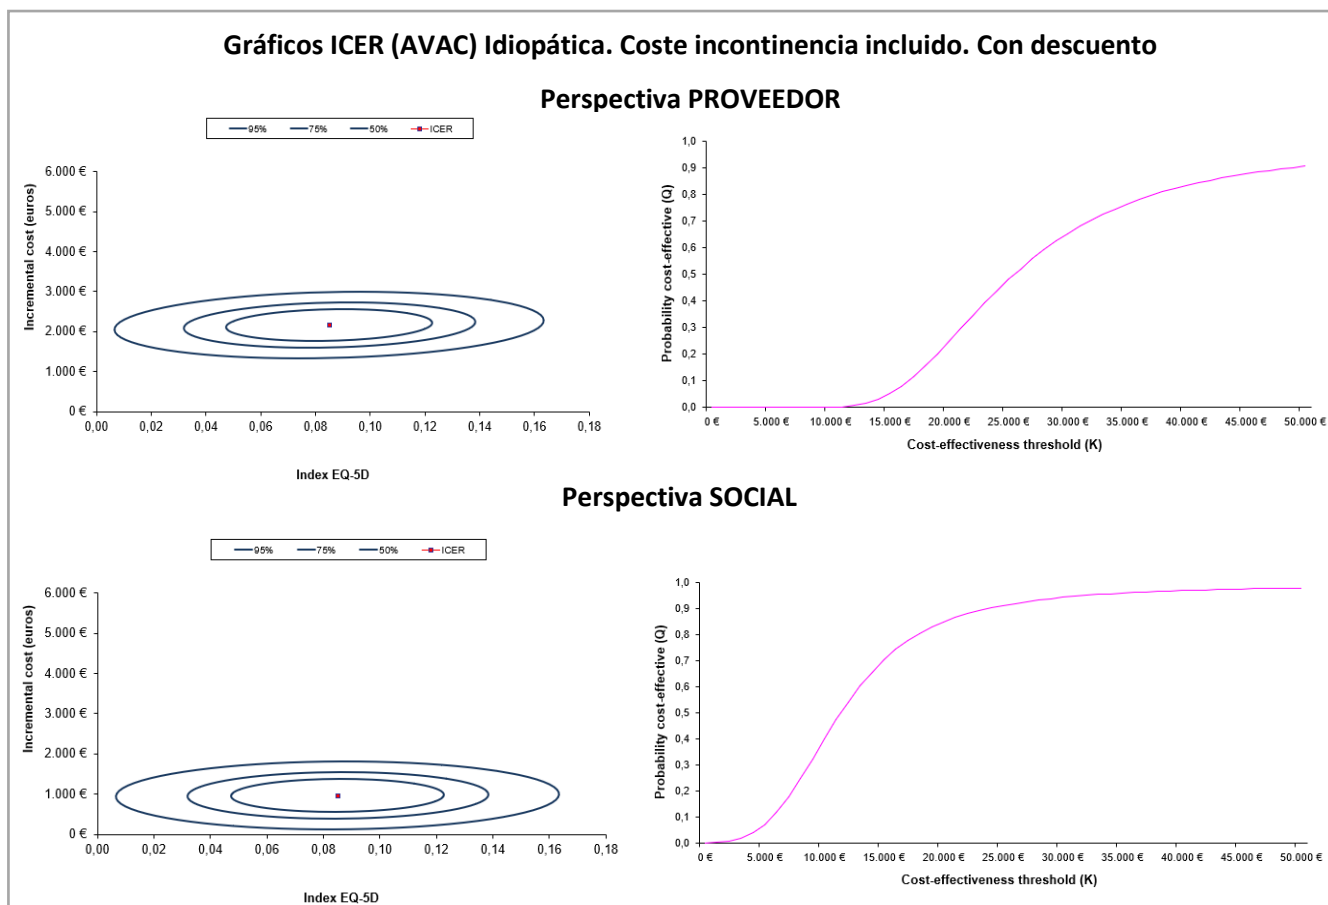 Gráficos ICER (AVAC) Idiopática. Coste incontinencia incluido. Con descuento
Perspectiva PROVEEDOR
95% 75% 50% ICER
Incremental cost (euros)
6.000 €
5.000 €
4.000 €
3.000 €
2.000 €
1.000 €
0 €
0,00 0,02 0,04 0,06 0,08 0,10 0,12 0,14 0,16 0,18
Index EQ-5D
Probability cost-effective (Q)
1,0
0,9
0,8
0,7
0,6
0,5
0,4
0,3
0,2
0,1
0,0
0 € 5.000 € 10.000 € 15.000 € 20.000 € 25.000 € 30.000 € 35.000 € 40.000 € 45.000 € 50.000 €
Cost-effectiveness threshold (K)
Perspectiva SOCIAL
95% 75% 50% ICER
Incremental cost (euros)
6.000 €
5.000 €
4.000 €
3.000 €
2.000 €
1.000 €
0 €
0,00 0,02 0,04 0,06 0,08 0,10 0,12 0,14 0,16 0,18
Index EQ-5D
Probability cost-effective (Q)
1,0
0,9
0,8
0,7
0,6
0,5
0,4
0,3
0,2
0,1
0,0
0 € 5.000 € 10.000 € 15.000 € 20.000 € 25.000 € 30.000 € 35.000 € 40.000 € 45.000 € 50.000 €
Cost-effectiveness threshold (K)